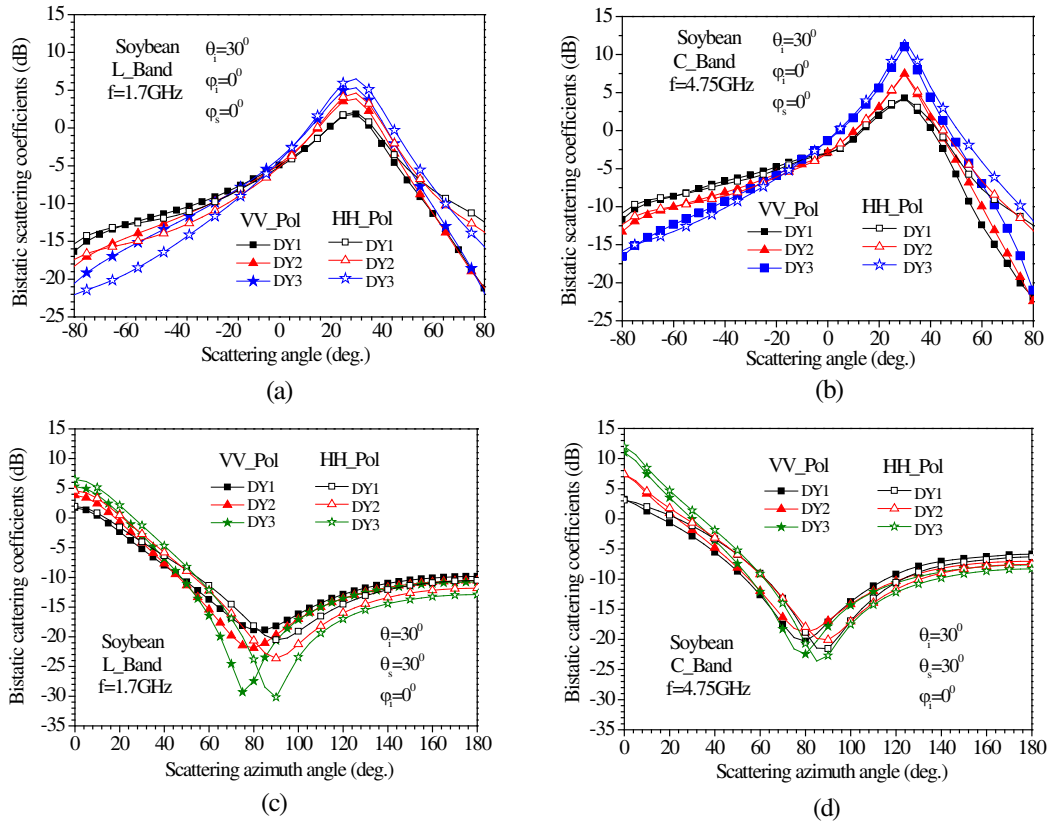 Bistatic scattering coefficients (dB)
15
10
5
0
-5
-10
-15
-20
-25
Soybean
L_Band
f=1.7GHz
θi=30⁰
φi=0⁰
φs=0⁰
VV_Pol HH_Pol
DY1 DY1
DY2 DY2
DY3 DY3
-80 -60 -40 -20 0 20 40 60 80
Scattering angle (deg.)
(a)
Bistatic scattering coefficients (dB)
15
10
5
0
-5
-10
-15
-20
-25
Soybean
C_Band
f=4.75GHz
θi=30⁰
φi=0⁰
φs=0⁰
VV_Pol HH_Pol
DY1 DY1
DY2 DY2
DY3 DY3
-80 -60 -40 -20 0 20 40 60 80
Scattering angle (deg.)
(b)
Bistatic cattering coefficients (dB)
15
10
5
0
-5
-10
-15
-20
-25
-30
-35
VV_Pol HH_Pol
DY1 DY1
DY2 DY2
DY3 DY3
Soybean
L_Band
f=1.7GHz
θi=30⁰
θs=30⁰
φi=0⁰
0 20 40 60 80 100 120 140 160 180
Scattering azimuth angle (deg.)
(c)
Bistatic cattering coefficients (dB)
15
10
5
0
-5
-10
-15
-20
-25
-30
-35
VV_Pol HH_Pol
DY1 DY1
DY2 DY2
DY3 DY3
Soybean
C_Band
f=4.75GHz
θi=30⁰
θs=30⁰
φi=0⁰
0 20 40 60 80 100 120 140 160 180
Scattering azimuth angle (deg.)
(d)